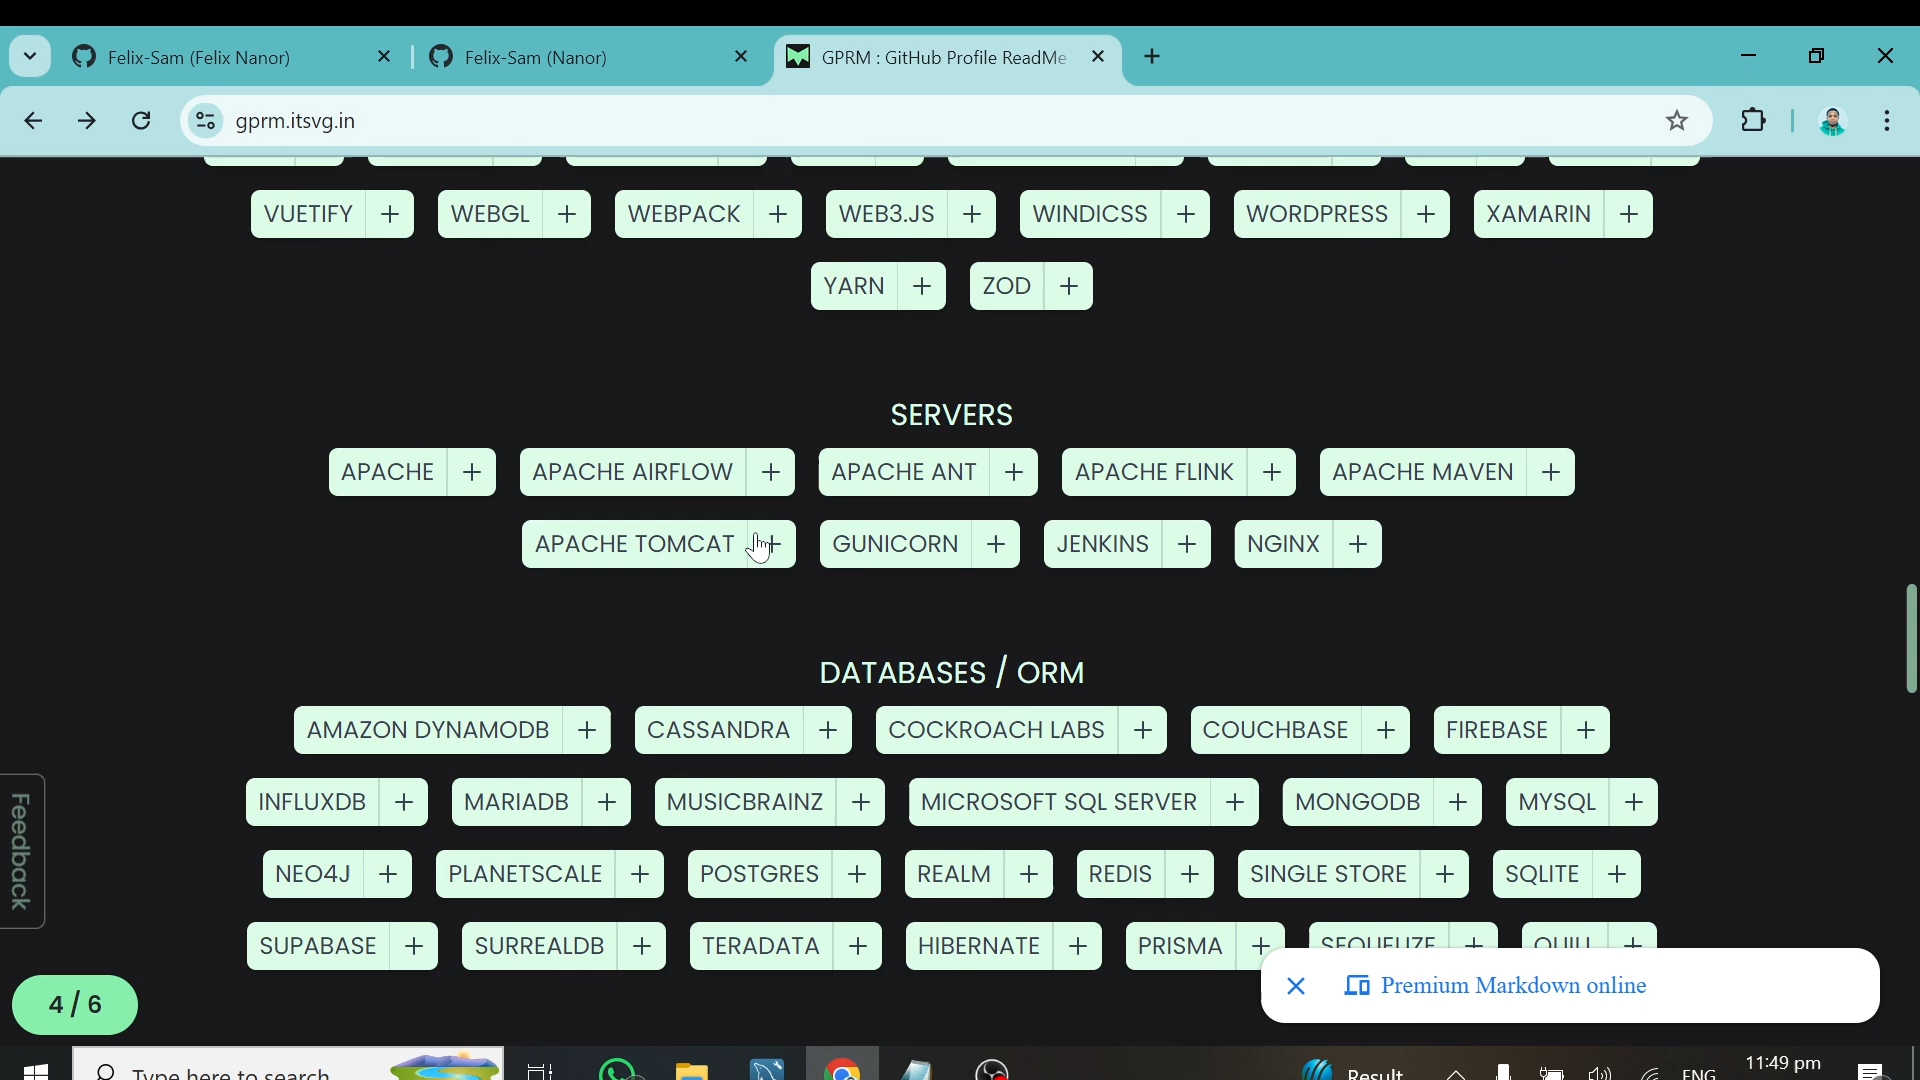 Felix-Sam (Felix Nanor)
Felix-Sam (Nanor)
GPRM : GitHub Profile ReadMe
gprm.itsvg.in
VUETIFY +
WEBGL +
WEBPACK +
WEB3.JS +
WINDICSS +
WORDPRESS +
XAMARIN +
YARN +
ZOD +
SERVERS
APACHE +
APACHE AIRFLOW +
APACHE ANT +
APACHE FLINK +
APACHE MAVEN +
APACHE TOMCAT +
GUNICORN +
JENKINS +
NGINX +
DATABASES / ORM
AMAZON DYNAMODB +
CASSANDRA +
COCKROACH LABS +
COUCHBASE +
FIREBASE +
INFLUXDB +
MARIADB +
MUSICBRAINZ +
MICROSOFT SQL SERVER +
MONGODB +
MYSQL +
NEO4J +
PLANETSCALE +
POSTGRES +
REALM +
REDIS +
SINGLE STORE +
SQLITE +
SUPABASE +
SURREALDB +
TERADATA +
HIBERNATE +
PRISMA +
SEQUELIZE +
QUILL +
Feedback
4 / 6
Premium Markdown online
Type here to search
Result
ENG
11:49 pm